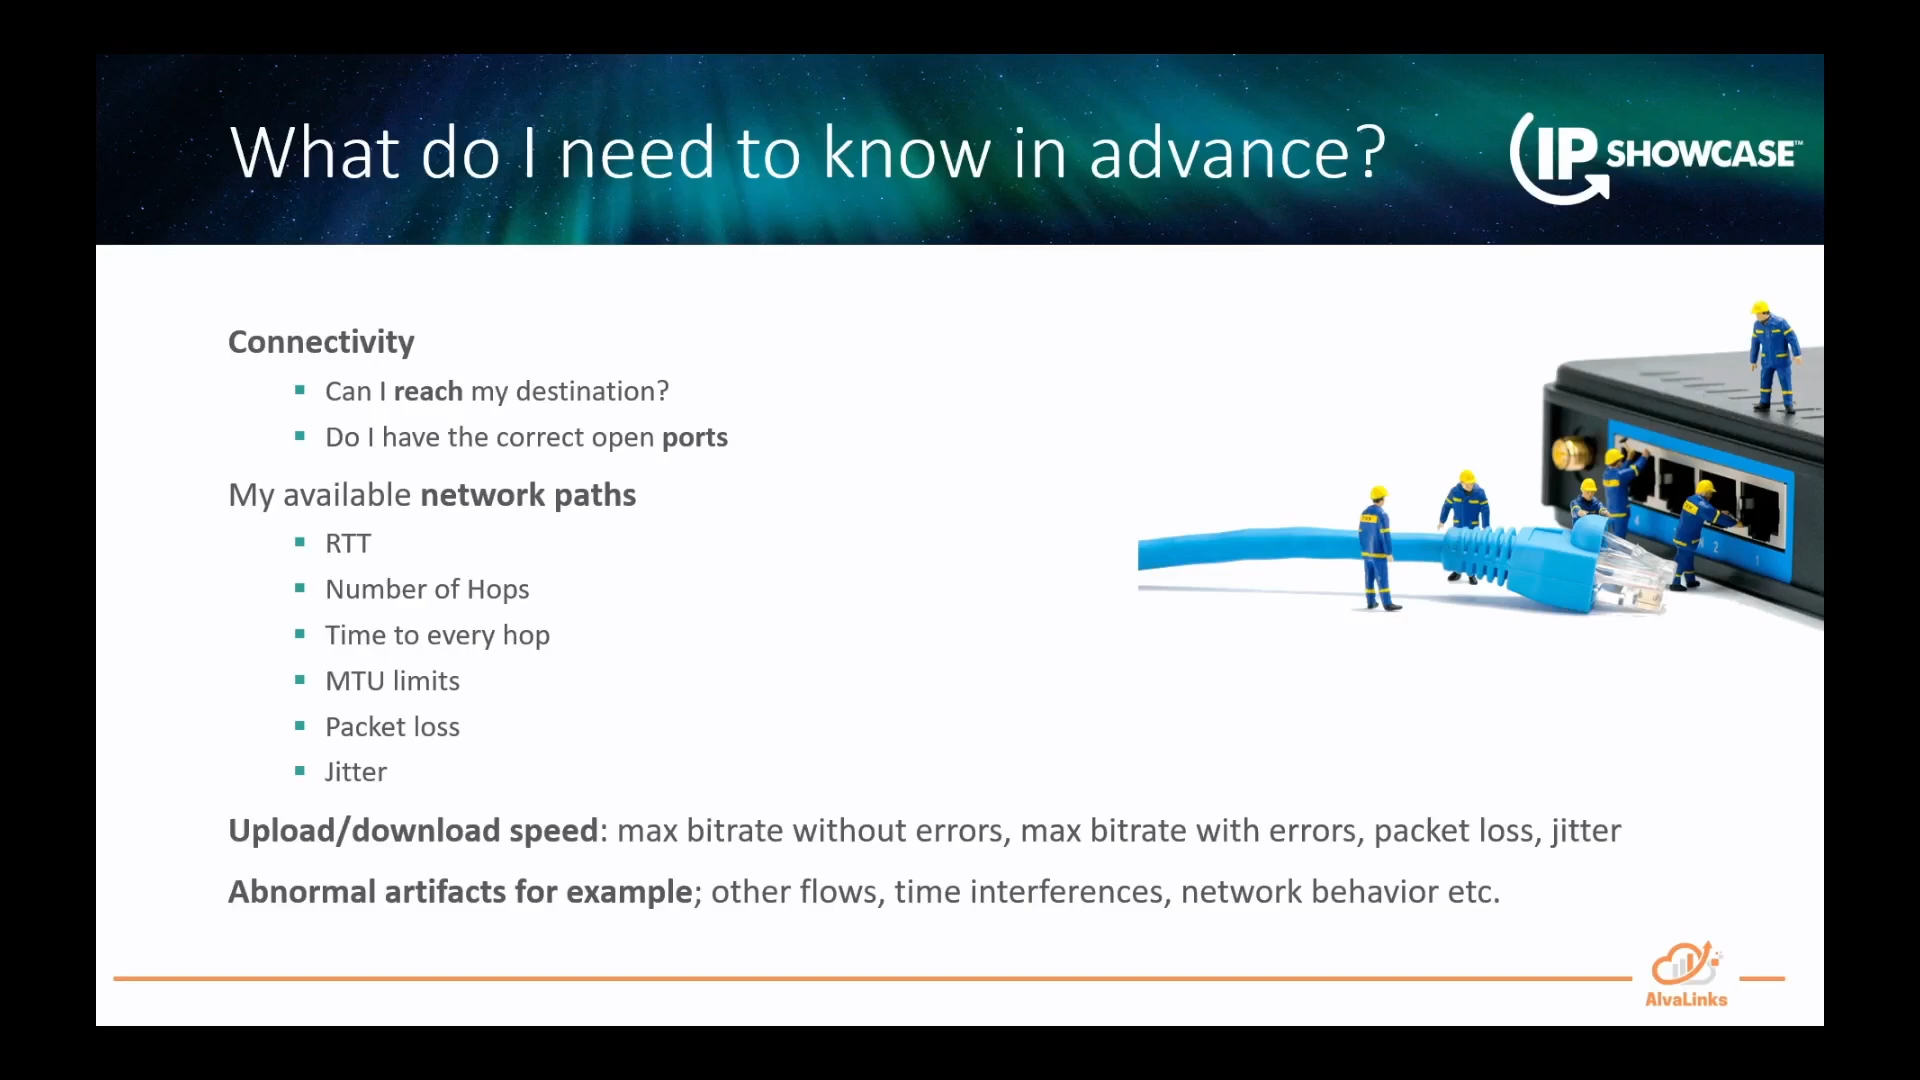 What do I need to know in advance?
IP SHOWCASE™
Connectivity
Can I reach my destination?
Do I have the correct open ports
My available network paths
RTT
Number of Hops
Time to every hop
MTU limits
Packet loss
Jitter
Upload/download speed: max bitrate without errors, max bitrate with errors, packet loss, jitter
Abnormal artifacts for example; other flows, time interferences, network behavior etc.
AlvaLinks